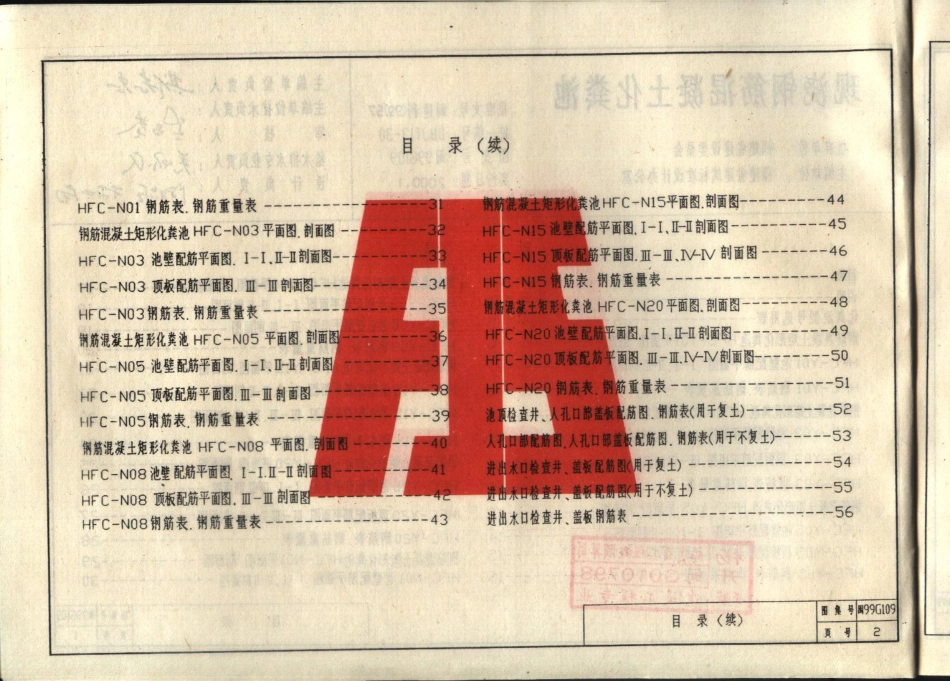 目 录（续）
HFC-N01 钢筋表. 钢筋重量表 31
钢筋混凝土矩形化粪池 HFC-N03 平面图. 剖面图 32
HFC-N03 池壁配筋平面图. I-I、II-II剖面图 33
HFC-N03 顶板配筋平面图. III-III剖面图 34
HFC-N03 钢筋表. 钢筋重量表 35
钢筋混凝土矩形化粪池 HFC-N05 平面图. 剖面图 36
HFC-N05 池壁配筋平面图. I-I、II-II剖面图 37
HFC-N05 顶板配筋平面图. III-III剖面图 38
HFC-N05 钢筋表. 钢筋重量表 39
钢筋混凝土矩形化粪池 HFC-N08 平面图. 剖面图 40
HFC-N08 池壁配筋平面图. I-I.II-II剖面图 41
HFC-N08 顶板配筋平面图. III-III剖面图 42
HFC-N08 钢筋表. 钢筋重量表 43
钢筋混凝土矩形化粪池HFC-N15平面图. 剖面图 44
HFC-N15 池壁配筋平面图. I-I、II-II剖面图 45
HFC-N15 顶板配筋平面图. III-III.IV-IV 剖面图 46
HFC-N15 钢筋表. 钢筋重量表 47
钢筋混凝土矩形化粪池 HFC-N20 平面图. 剖面图 48
HFC-N20 池壁配筋平面图. I-I、II-II剖面图 49
HFC-N20 顶板配筋平面图. III-III.IV-IV剖面图 50
HFC-N20 钢筋表. 钢筋重量表 51
池顶检查井、人孔口部盖板配筋图. 钢筋表(用于复土) 52
人孔口部配筋图. 人孔口部盖板配筋图. 钢筋表(用于不复土) 53
进出水口检查井、盖板配筋图(用于复土) 54
进出水口检查井、盖板配筋图(用于不复土) 55
进出水口检查井、盖板钢筋表 56
目 录（续）
图 集 号 闽99G109
页 号 2